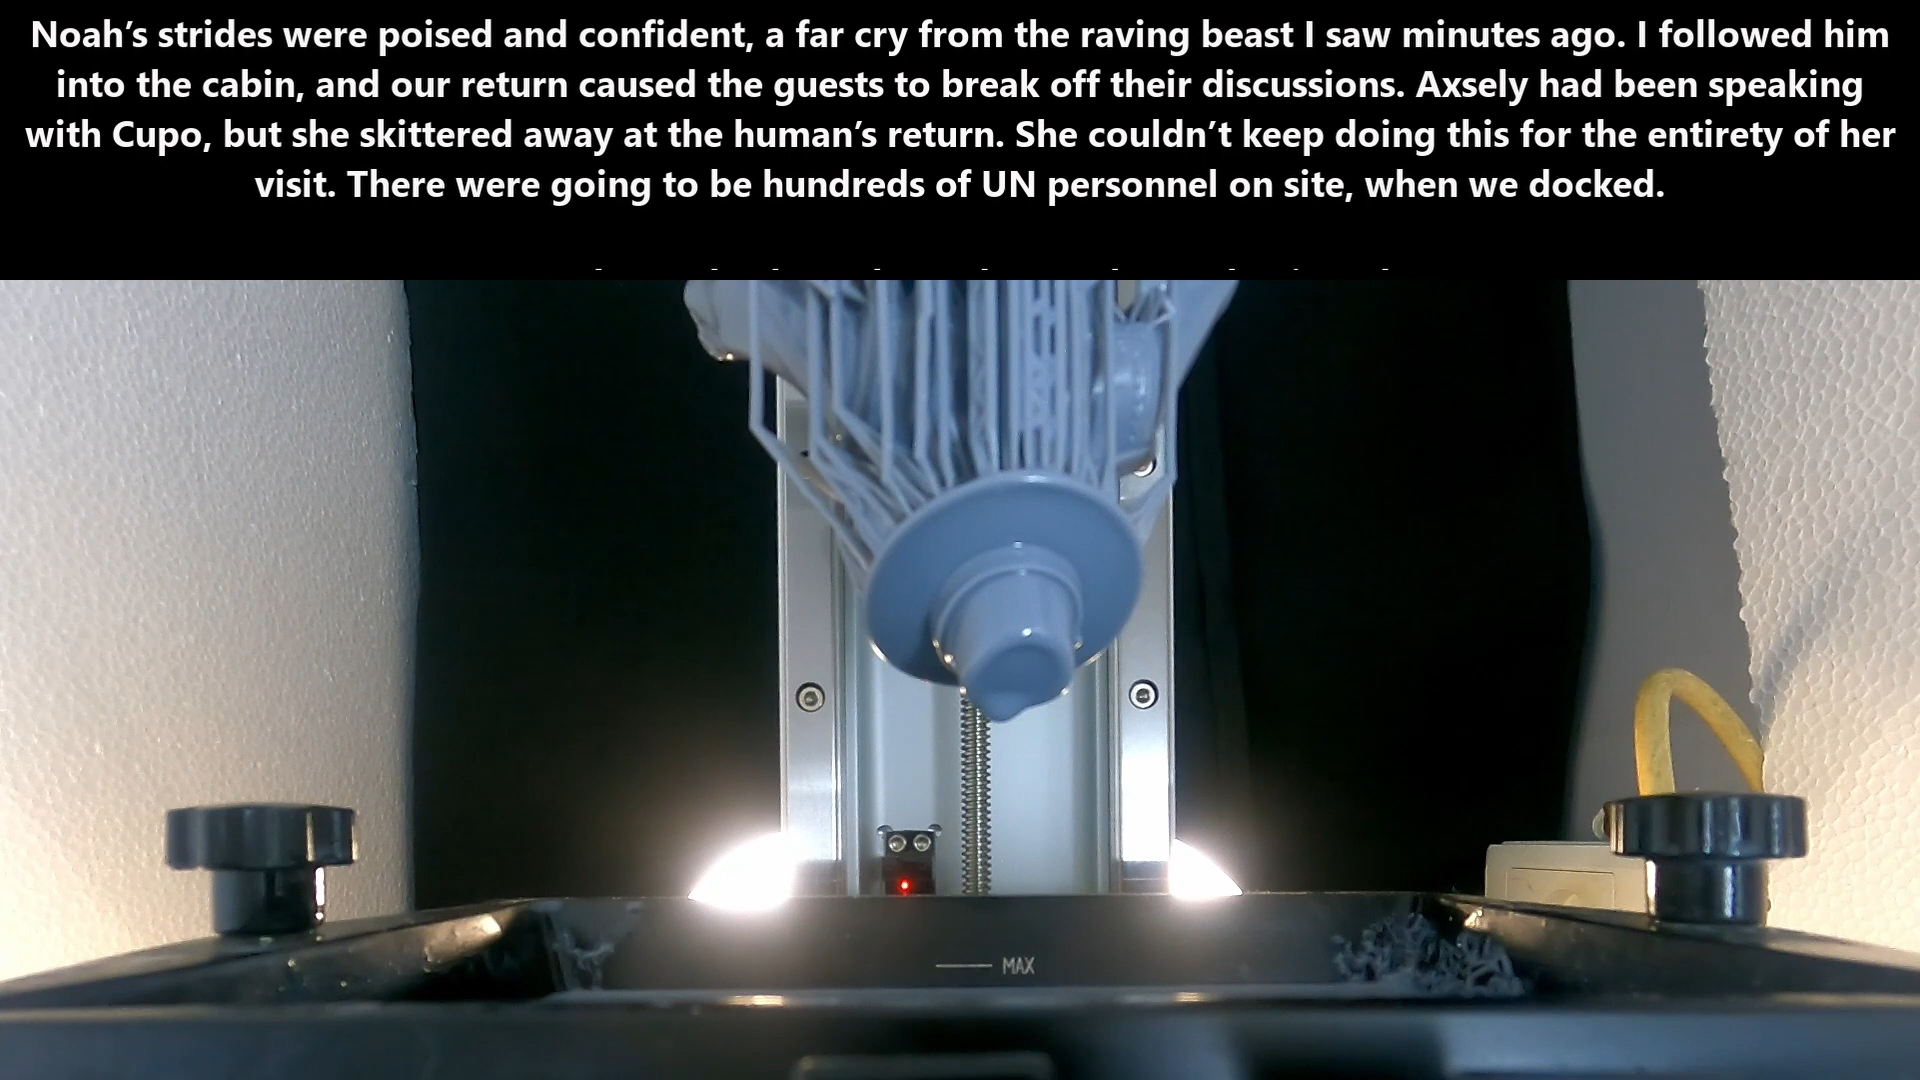 Noah’s strides were poised and confident, a far cry from the raving beast I saw minutes ago. I followed him
into the cabin, and our return caused the guests to break off their discussions. Axsely had been speaking
with Cupo, but she skittered away at the human’s return. She couldn’t keep doing this for the entirety of her
visit. There were going to be hundreds of UN personnel on site, when we docked.
MAX